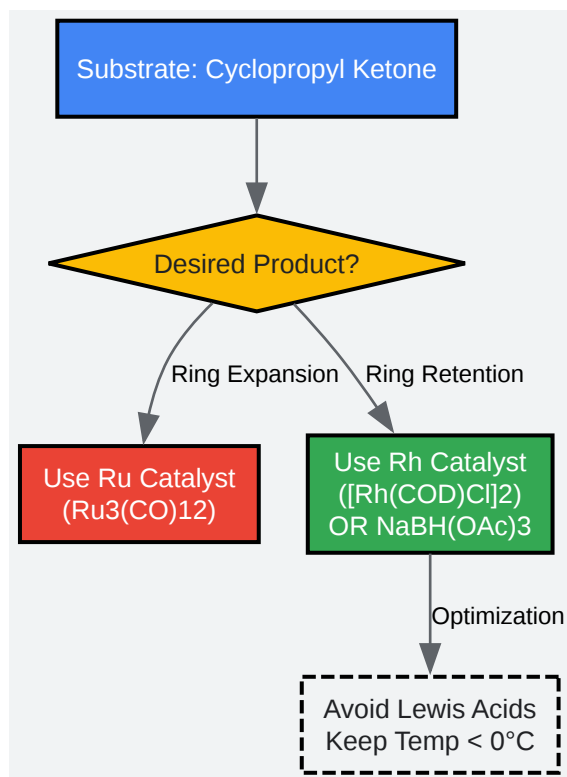 Substrate: Cyclopropyl Ketone
Desired Product?
Ring Expansion
Ring Retention
Use Ru Catalyst
(Ru3(CO)12)
Use Rh Catalyst
([Rh(COD)Cl]2)
OR NaBH(OAc)3
Optimization
Avoid Lewis Acids
Keep Temp < 0°C